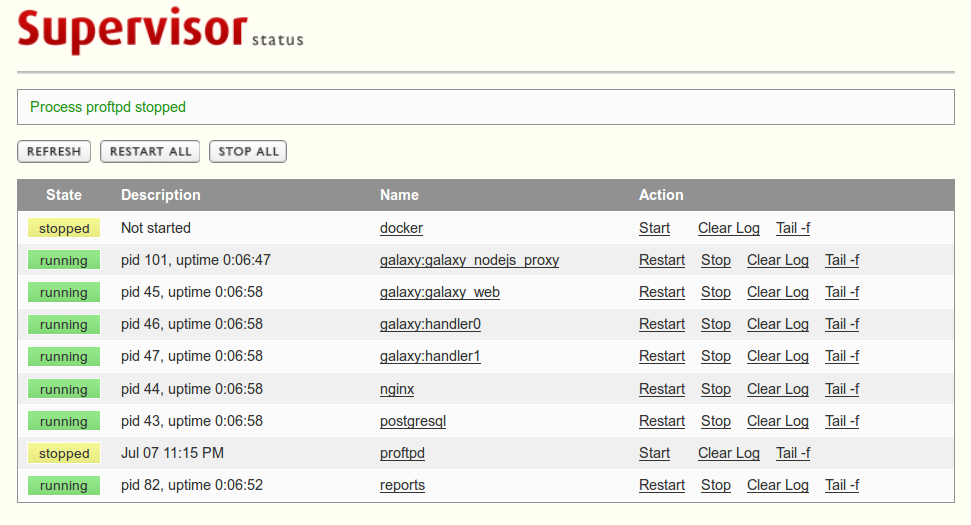 Supervisor status
Process proftpd stopped
REFRESH RESTART ALL STOP ALL
State Description Name Action
stopped Not started docker Start Clear Log Tail -f
running pid 101, uptime 0:06:47 galaxy:galaxy_nodejs_proxy Restart Stop Clear Log Tail -f
running pid 45, uptime 0:06:58 galaxy:galaxy_web Restart Stop Clear Log Tail -f
running pid 46, uptime 0:06:58 galaxy:handler0 Restart Stop Clear Log Tail -f
running pid 47, uptime 0:06:58 galaxy:handler1 Restart Stop Clear Log Tail -f
running pid 44, uptime 0:06:58 nginx Restart Stop Clear Log Tail -f
running pid 43, uptime 0:06:58 postgresql Restart Stop Clear Log Tail -f
stopped Jul 07 11:15 PM proftpd Start Clear Log Tail -f
running pid 82, uptime 0:06:52 reports Restart Stop Clear Log Tail -f